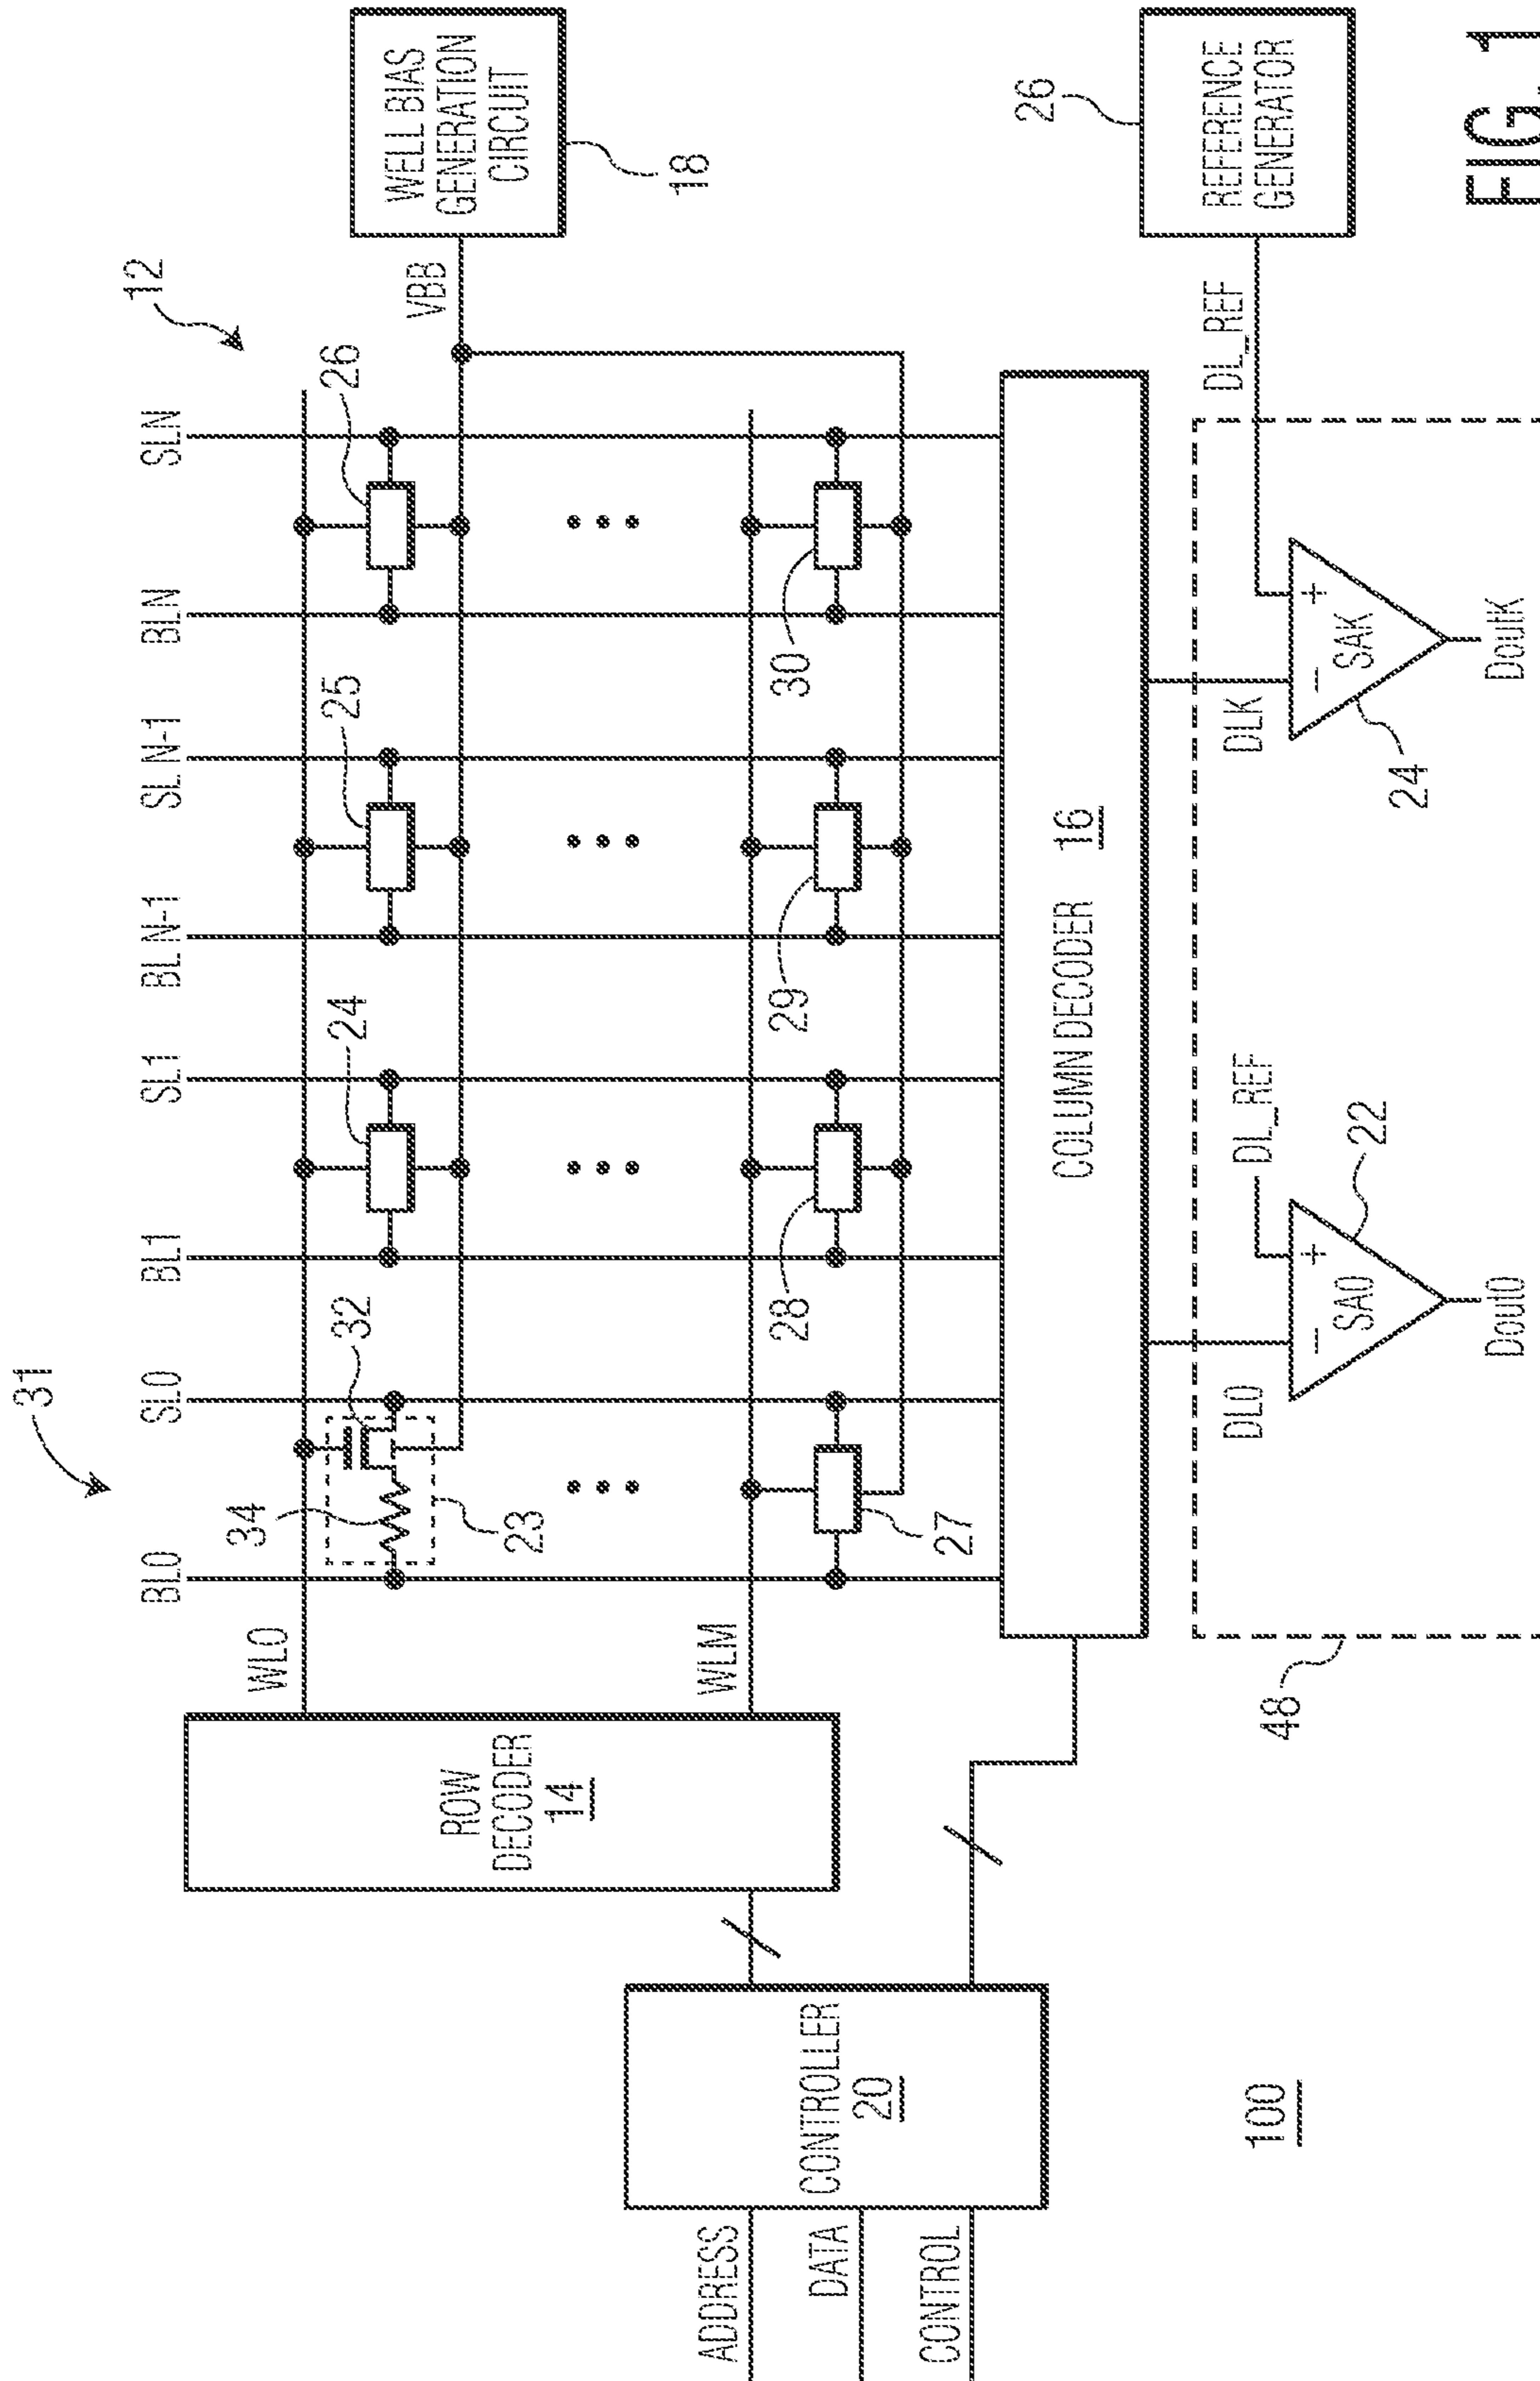 31
12
BL0
SL0
BL1
SL1
BLN-1
SLN-1
BLN
SLN
WL0
34
32
24
25
26
VBB
WELL BIAS
GENERATION
CIRCUIT
18
23
ROW
DECODER
14
WLM
27
28
29
30
ADDRESS
DATA
CONTROL
CONTROLLER
20
COLUMN DECODER 16
26
REFERENCE
GENERATOR
DL0
DL_REF
DLK
DL_REF
48
100
− +
SA0
22
− +
SAK
24
Dout0
DoutK
FIG. 1